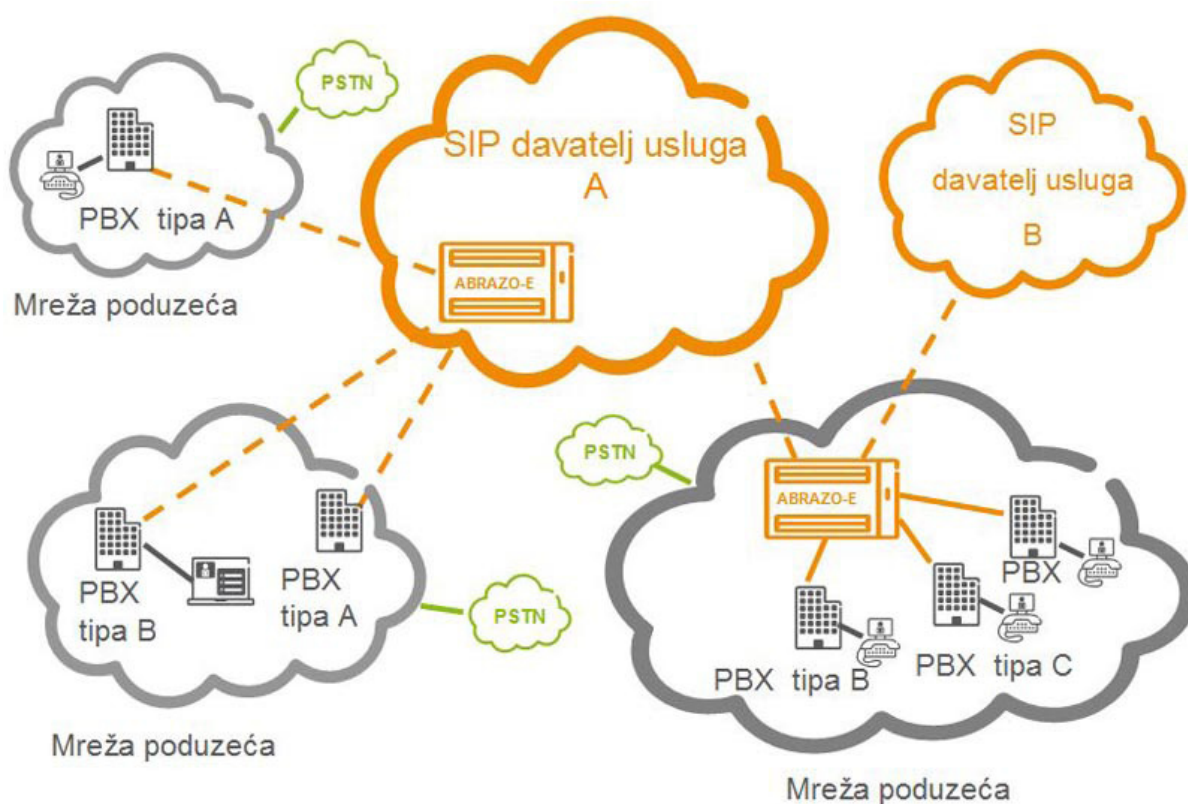 PSTN
SIP davatelj usluga
A
SIP
davatelj usluga
B
PBX tipa A
ABRAZO-E
Mreža poduzeća
PSTN
ABRAZO-E
PBX
tipa B
PBX
tipa A
PSTN
PBX
PBX tipa B
PBX tipa C
Mreža poduzeća
Mreža poduzeća